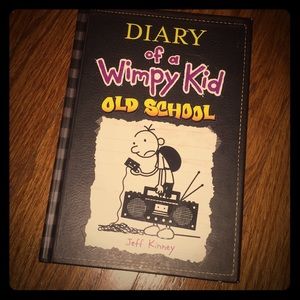 DIARY
of a
Wimpy Kid
OLD SCHOOL
Jeff Kinney